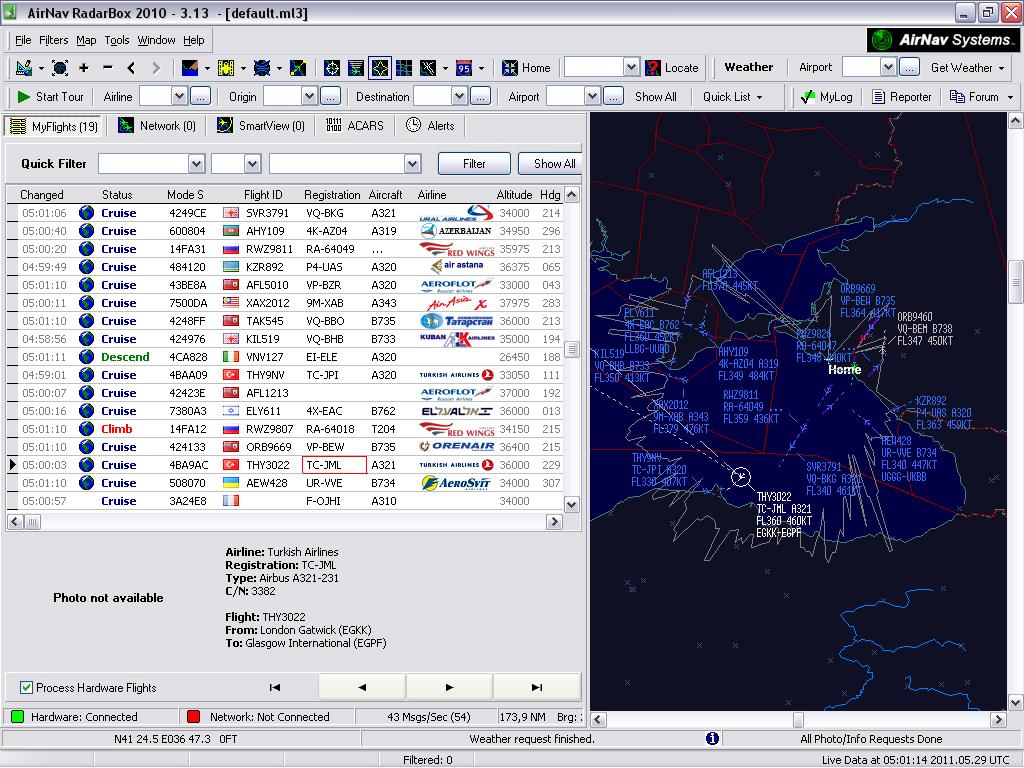 AirNav RadarBox 2010 - 3.13 - [default.ml3]
File Filters Map Tools Window Help
AirNav Systems
Home Locate Weather Airport ... Get Weather
95
Start Tour Airline ... Origin ... Destination ... Airport ... Show All Quick List MyLog Reporter Forum
MyFlights (19) Network (0) SmartView (0) ACARS Alerts
Quick Filter Filter Show All
Changed Status Mode S Flight ID Registration Aircraft Airline Altitude Hdg
05:01:06 Cruise 4249CE SVR3791 VQ-BKG A321 URAL AIRLINES 34000 214
05:00:40 Cruise 600804 AHY109 4K-AZ04 A319 AZERBAIJAN 34950 296
05:00:20 Cruise 14FA31 RWZ9811 RA-64049 ... RED WINGS 35975 213
04:59:49 Cruise 484120 KZR892 P4-UAS A320 air astana 36375 065
05:01:10 Cruise 43BE8A AFL5010 VP-BZR A320 AEROFLOT 33000 043
05:00:11 Cruise 7500DA XAX2012 9M-XAB A343 AirAsia X 37975 283
05:01:10 Cruise 4248FF TAK545 VQ-BBO B735 Татарстан 36000 213
04:58:56 Cruise 424976 KIL519 VQ-BHB B733 KUBAN AIRLINES 35000 194
05:01:11 Descend 4CA828 VNV127 EI-ELE A320 26450 188
04:59:01 Cruise 4BAA09 THY9NV TC-JPI A320 TURKISH AIRLINES 33050 111
05:00:07 Cruise 42423E AFL1213 AEROFLOT 37000 192
05:00:16 Cruise 7380A3 ELY611 4X-EAC B762 36000 013
05:01:10 Climb 14FA12 RWZ9807 RA-64018 T204 RED WINGS 34150 215
05:01:10 Cruise 424133 ORB9669 VP-BEW B735 ORENAIR 36400 215
05:00:03 Cruise 4BA9AC THY3022 TC-JML A321 TURKISH AIRLINES 36000 229
05:01:10 Cruise 508070 AEW428 UR-VVE B734 AeroSvit 34000 307
05:00:57 Cruise 3A24E8 F-OJHI A310 34000
Photo not available
Airline: Turkish Airlines
Registration: TC-JML
Type: Airbus A321-231
C/N: 3382
Flight: THY3022
From: London Gatwick (EGKK)
To: Glasgow International (EGPF)
Process Hardware Flights
Hardware: Connected Network: Not Connected 43 Msgs/Sec (54) 173,9 NM Brg:
N41 24.5 E036 47.3 0FT Weather request finished. All Photo/Info Requests Done
Filtered: 0 Live Data at 05:01:14 2011.05.29 UTC
AFL1213
FL370 445KT
ORB9669
VP-BEW B735
FL364 417KT
ORB9460
VQ-BEM B738
FL347 450KT
ELY611
4X-EAC B762
FL360 452KT
LLBG-UUDD
RWZ9826
RA-64047
FL348 440KT
Home
KIL519
VQ-BHB B733
FL350 413KT
AHY109
4K-AZ04 A319
FL349 484KT
RWZ9811
RA-64049 ...
FL359 436KT
XAX2012
9M-XAB A343
FL379 476KT
KZR892
P4-UAS A320
FL363 459KT
AEW428
UR-VVE B734
FL340 447KT
UGGG-UKBB
THY9NV
TC-JPI A320
FL330 407KT
SVR3791
VQ-BKG A321
FL340 461KT
THY3022
TC-JML A321
FL360 460KT
EGKK-EGPF